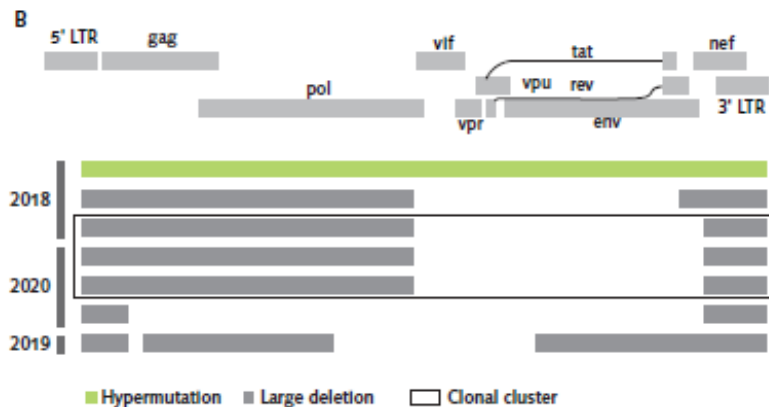 B
5' LTR gag vif tat nef
pol vpu rev
vpr env 3' LTR
2018
2020
2019
Hypermutation Large deletion Clonal cluster